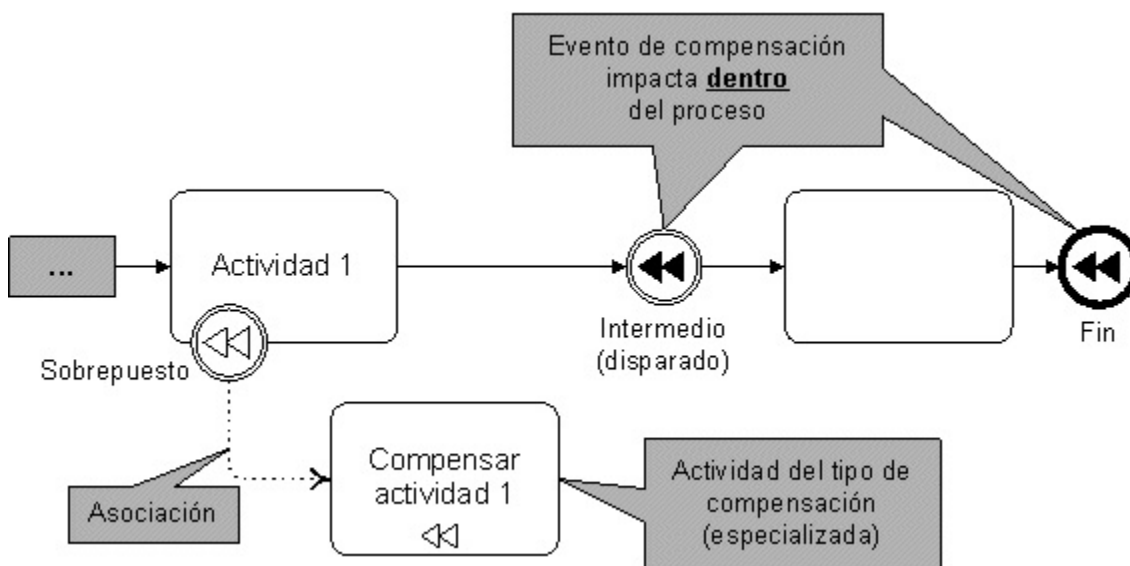 Evento de compensación
impacta dentro
del proceso
...
Actividad 1
Sobrepuesto
Intermedio
(disparado)
Fin
Asociación
Compensar
actividad 1
Actividad del tipo de
compensación
(especializada)